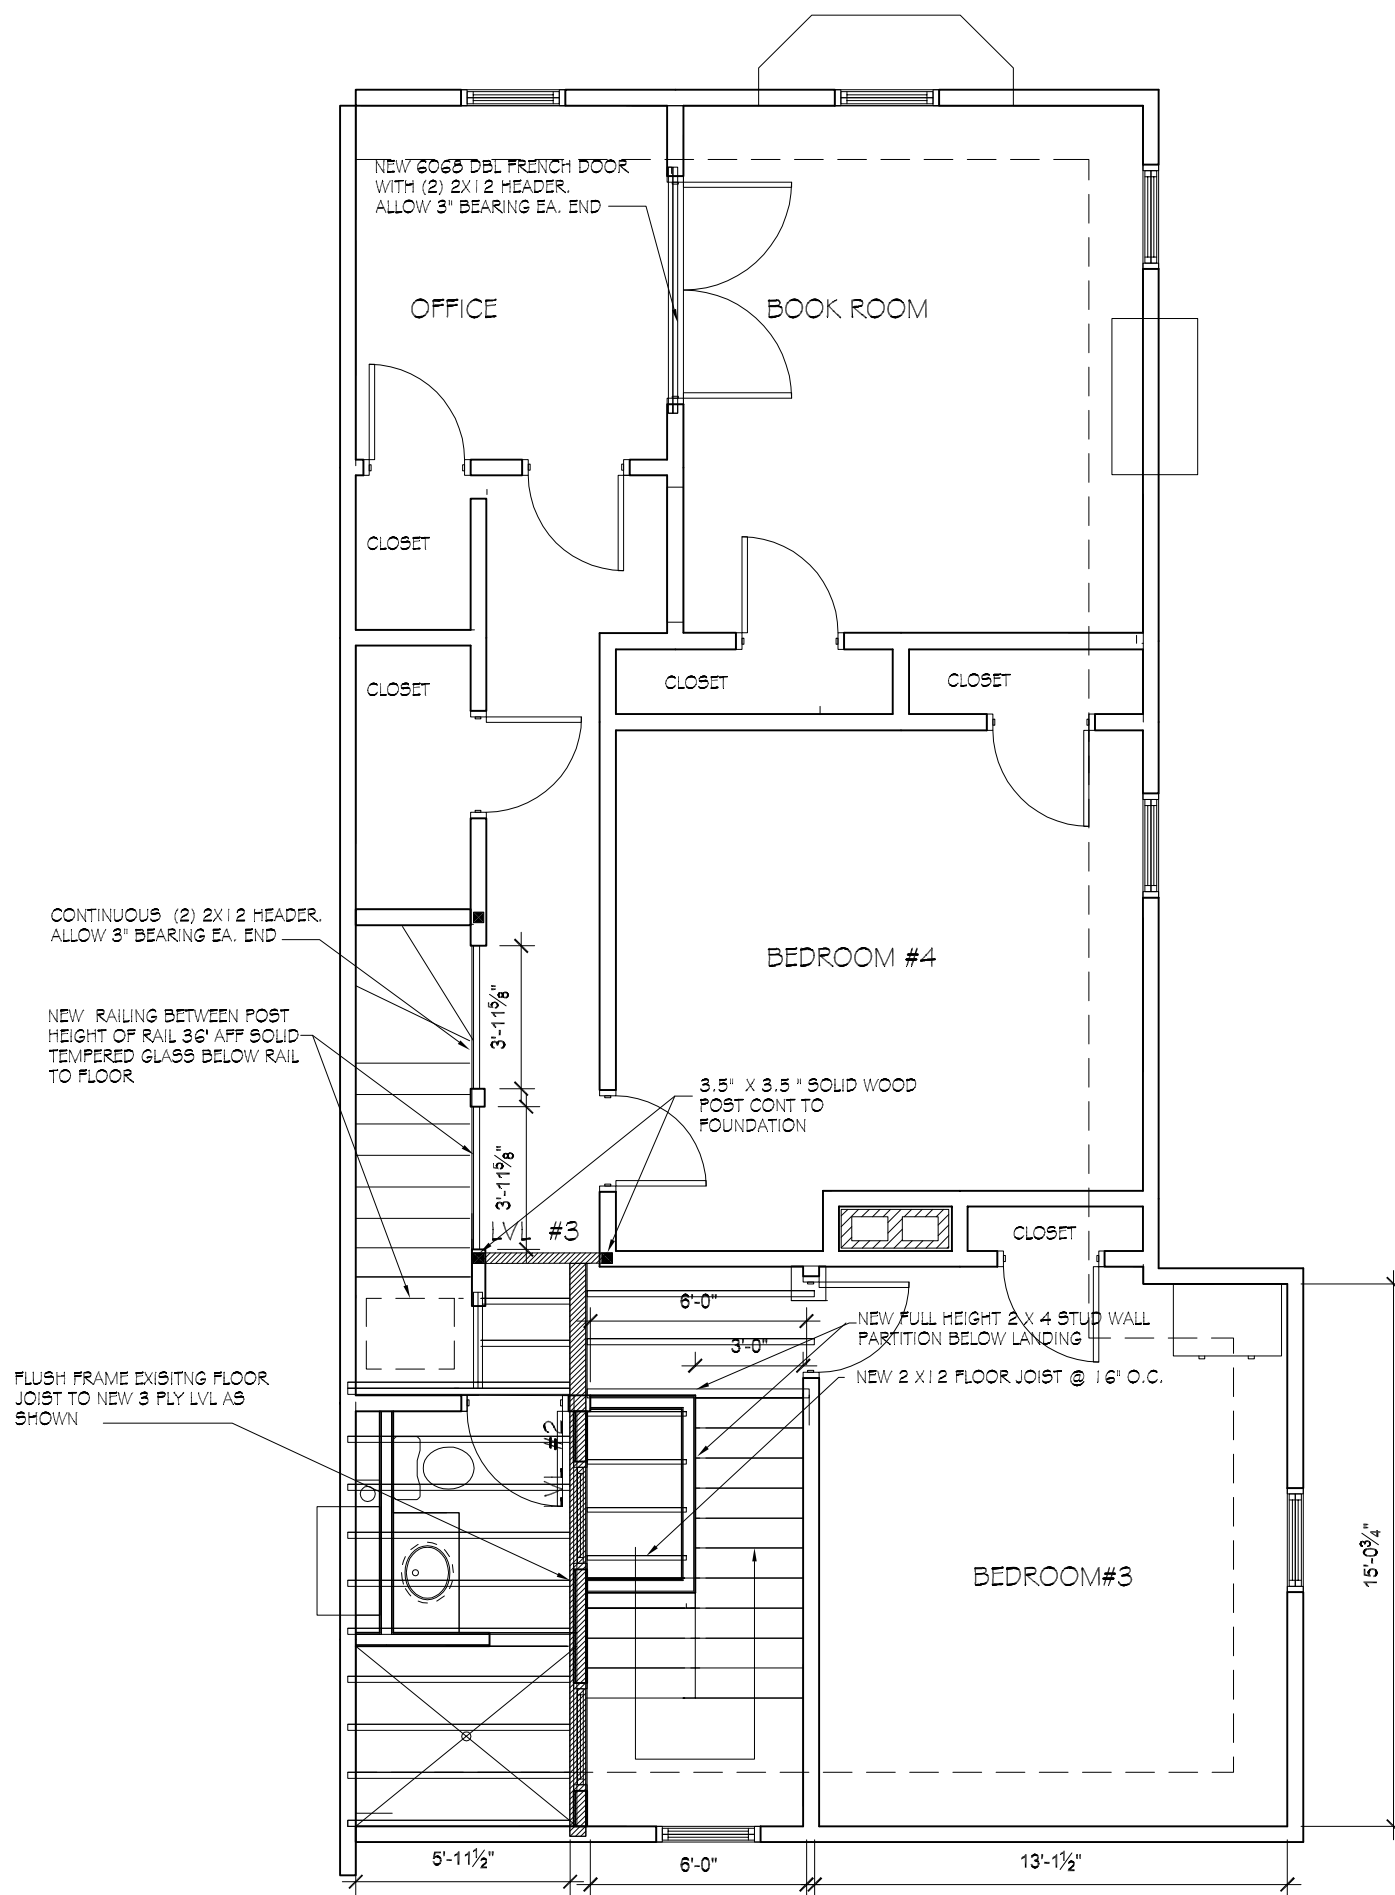 NEW 6068 DBL FRENCH DOOR
WITH (2) 2X12 HEADER.
ALLOW 3" BEARING EA. END
OFFICE
BOOK ROOM
CLOSET
CLOSET
CLOSET
CLOSET
CONTINUOUS (2) 2X12 HEADER.
ALLOW 3" BEARING EA. END
BEDROOM #4
3'-11⅝"
NEW RAILING BETWEEN POST
HEIGHT OF RAIL 36' AFF SOLID
TEMPERED GLASS BELOW RAIL
TO FLOOR
3.5" X 3.5 " SOLID WOOD
POST CONT TO
FOUNDATION
3'-11⅝"
LVL #3
CLOSET
6'-0"
NEW FULL HEIGHT 2 X 4 STUD WALL
PARTITION BELOW LANDING
3'-0"
NEW 2 X12 FLOOR JOIST @ 16" O.C.
FLUSH FRAME EXISITNG FLOOR
JOIST TO NEW 3 PLY LVL AS
SHOWN
LVL #2
BEDROOM#3
15'-0¾"
5'-11½"
6'-0"
13'-1½"